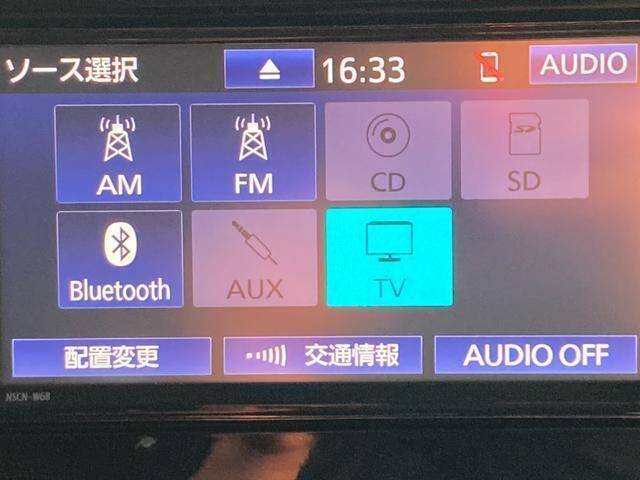 ソース選択 16:33 AUDIO
AM FM CD SD
Bluetooth AUX TV
配置変更 交通情報 AUDIO OFF
NSCN-W68